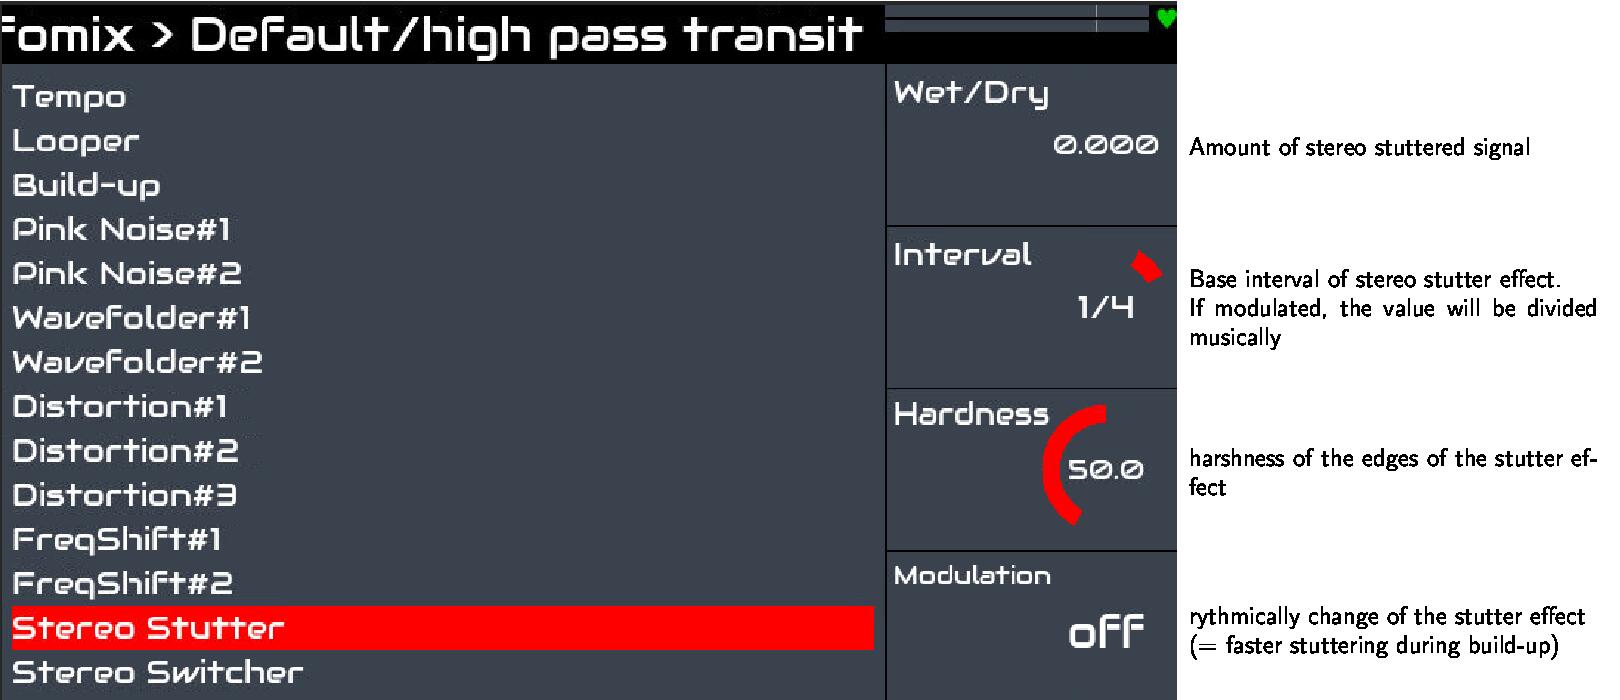 fomix > Default/high pass transit
Tempo
Looper
Build-up
Pink Noise#1
Pink Noise#2
Wavefolder#1
Wavefolder#2
Distortion#1
Distortion#2
Distortion#3
FreqShift#1
FreqShift#2
Stereo Stutter
Stereo Switcher
Wet/Dry
0.000
Amount of stereo stuttered signal
Interval
1/4
Base interval of stereo stutter effect.
If modulated, the value will be divided
musically
Hardness
50.0
harshness of the edges of the stutter ef-
fect
Modulation
off
rythmically change of the stutter effect
(= faster stuttering during build-up)